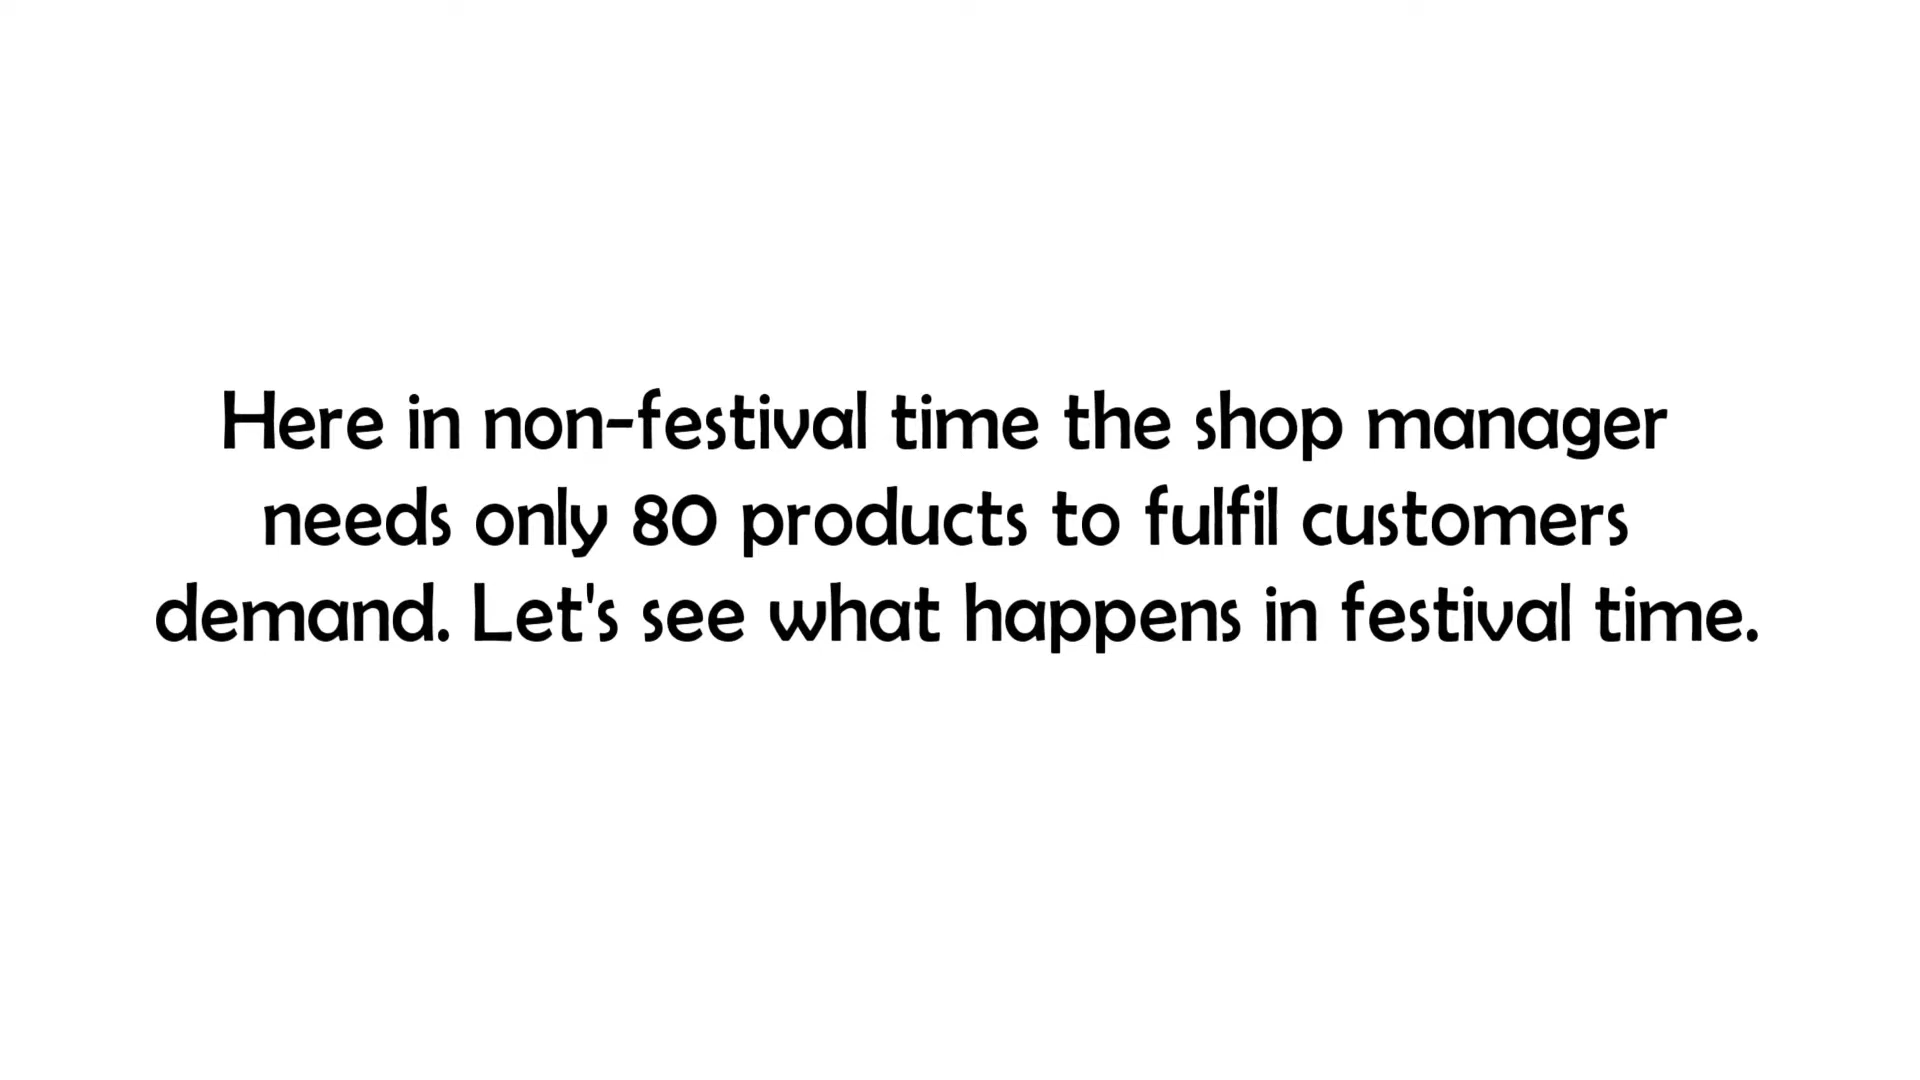 Here in non-festival time the shop manager
needs only 80 products to fulfil customers
demand. Let's see what happens in festival time.